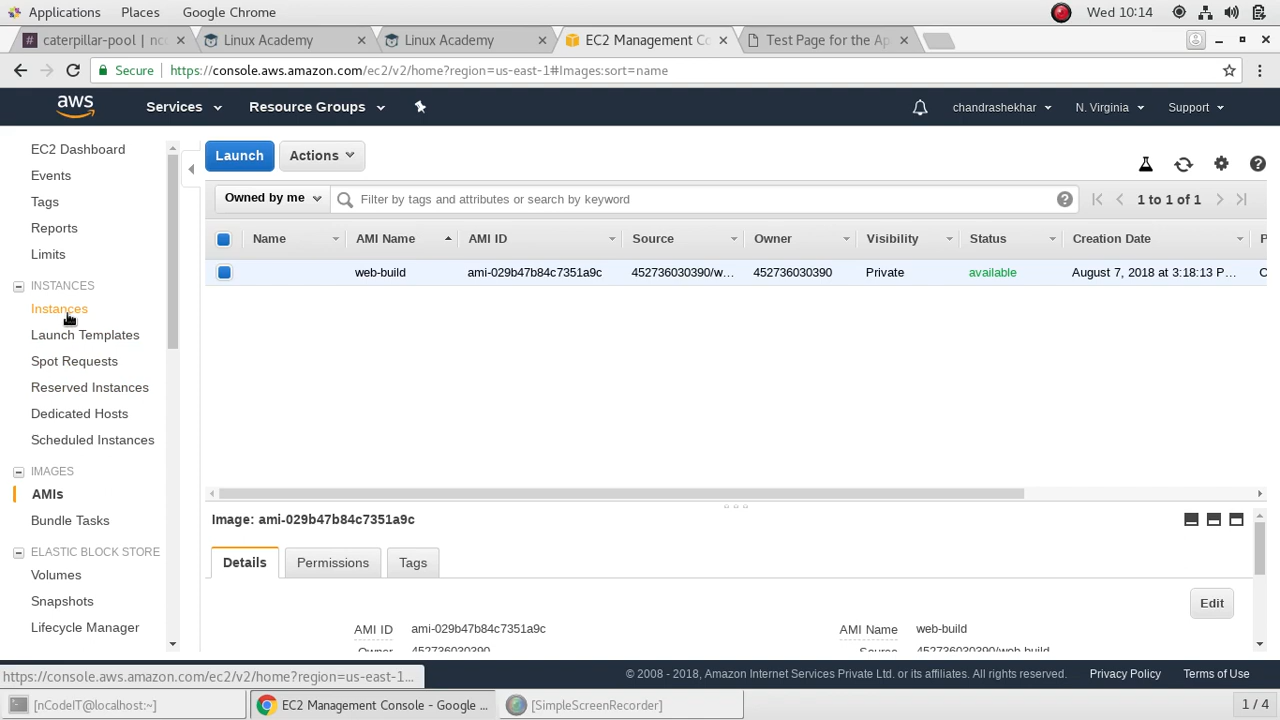 Applications Places Google Chrome Wed 10:14
caterpillar-pool | nc Linux Academy Linux Academy EC2 Management Co Test Page for the Ap
Secure https://console.aws.amazon.com/ec2/v2/home?region=us-east-1#Images:sort=name
aws Services Resource Groups chandrashekhar N. Virginia Support
EC2 Dashboard
Events
Tags
Reports
Limits
INSTANCES
Instances
Launch Templates
Spot Requests
Reserved Instances
Dedicated Hosts
Scheduled Instances
IMAGES
AMIs
Bundle Tasks
ELASTIC BLOCK STORE
Volumes
Snapshots
Lifecycle Manager
Launch Actions
Owned by me Filter by tags and attributes or search by keyword 1 to 1 of 1
Name AMI Name AMI ID Source Owner Visibility Status Creation Date P
web-build ami-029b47b84c7351a9c 452736030390/w... 452736030390 Private available August 7, 2018 at 3:18:13 P...
Image: ami-029b47b84c7351a9c
Details Permissions Tags
Edit
AMI ID ami-029b47b84c7351a9c AMI Name web-build
Owner 452736030390 Source 452736030390/web-build
https://console.aws.amazon.com/ec2/v2/home?region=us-east-1... © 2008 - 2018, Amazon Internet Services Private Ltd. or its affiliates. All rights reserved. Privacy Policy Terms of Use
[nCodeIT@localhost:~] EC2 Management Console - Google ... [SimpleScreenRecorder] 1 / 4